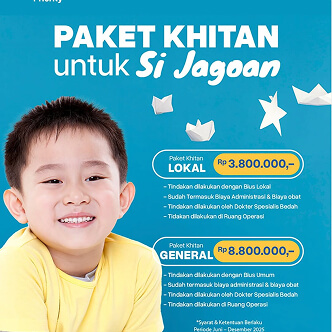 PAKET KHITAN
untuk Si Jagoan
Paket Khitan
LOKAL
Rp 3.800.000,-
- Tindakan dilakukan dengan Bius Lokal
- Sudah Termasuk Biaya Administrasi & Biaya obat
- Tindakan dilakukan oleh Dokter Spesialis Bedah
- Tidakan dilakukan di Ruang Operasi
Paket Khitan
GENERAL
Rp 8.800.000,-
- Tindakan dilakukan dengan Bius Umum
- Sudah termasuk biaya administrasi & biaya obat
- Tindakan dilakukan oleh Dokter Spesialis Bedah
- Tindakan dilakukan di Ruang Operasi
*Syarat & Ketentuan Berlaku
Periode Juni – Desember 2025